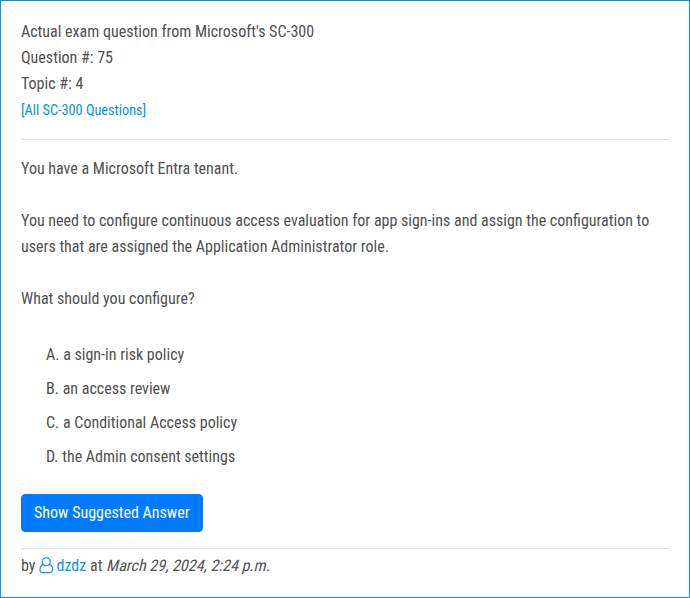 Actual exam question from Microsoft's SC-300
Question #: 75
Topic #: 4
[All SC-300 Questions]
You have a Microsoft Entra tenant.
You need to configure continuous access evaluation for app sign-ins and assign the configuration to
users that are assigned the Application Administrator role.
What should you configure?
A. a sign-in risk policy
B. an access review
C. a Conditional Access policy
D. the Admin consent settings
Show Suggested Answer
by dzdz at March 29, 2024, 2:24 p.m.